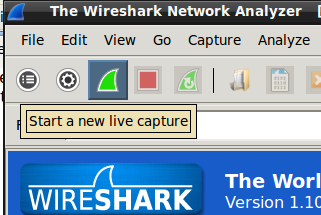 The Wireshark Network Analyzer
File Edit View Go Capture Analyze
Start a new live capture
F
WIRESHARK
The Worl
Version 1.10